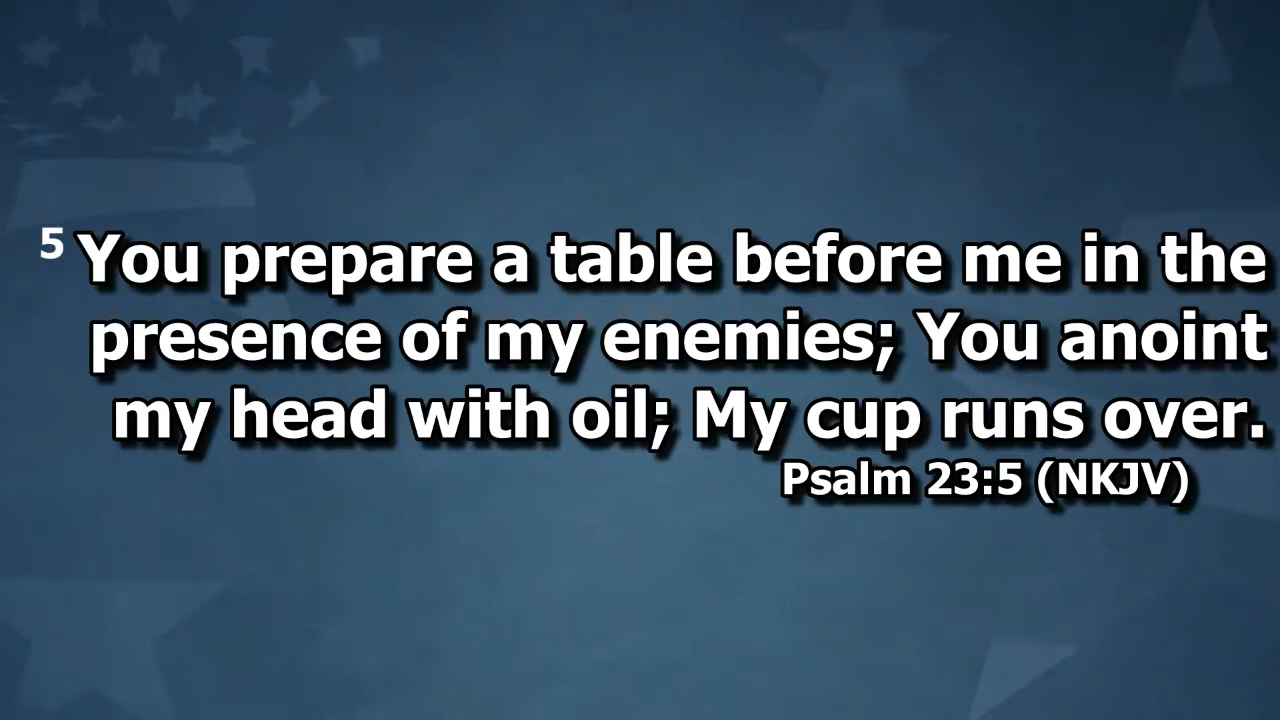 5 You prepare a table before me in the
presence of my enemies; You anoint
my head with oil; My cup runs over.
Psalm 23:5 (NKJV)